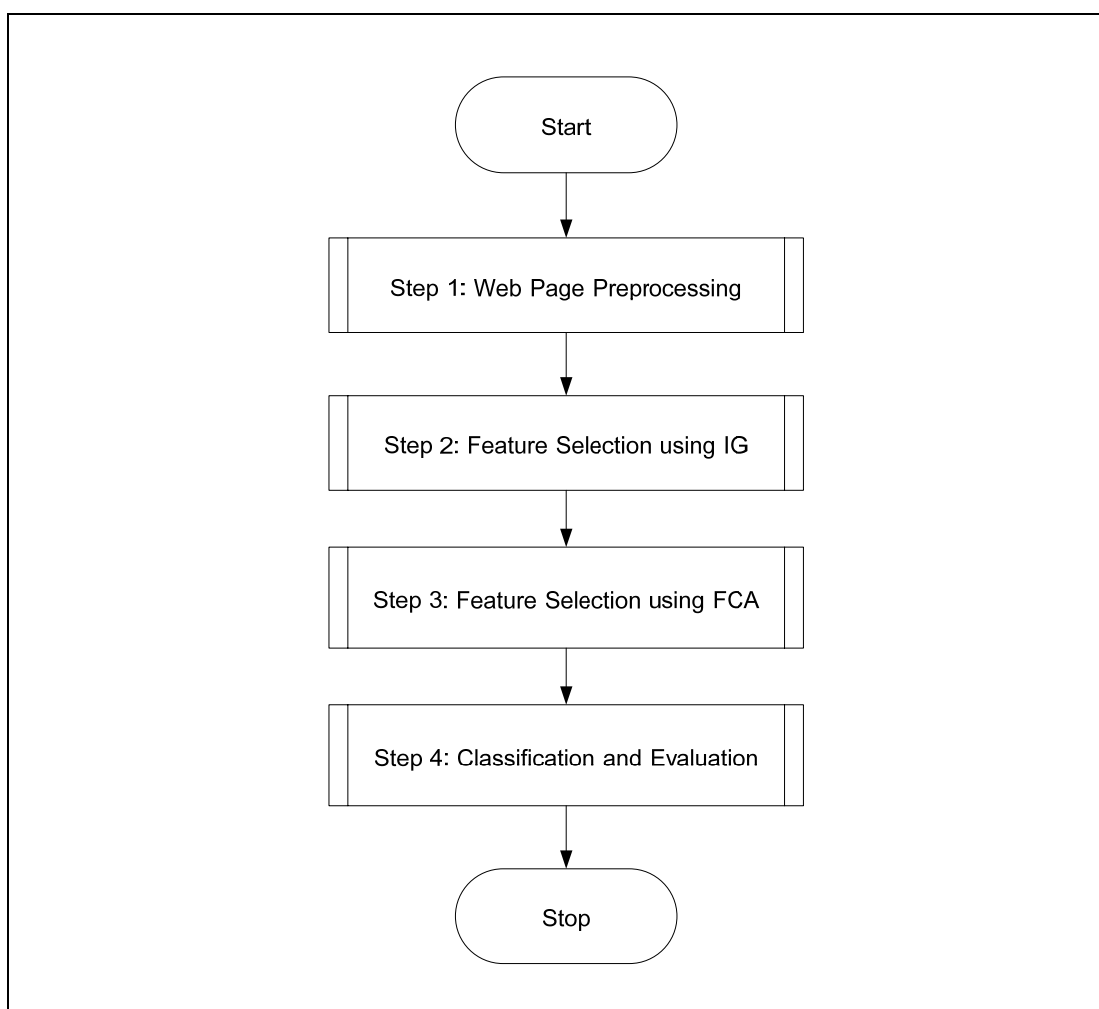 Start
Step 1: Web Page Preprocessing
Step 2: Feature Selection using IG
Step 3: Feature Selection using FCA
Step 4: Classification and Evaluation
Stop